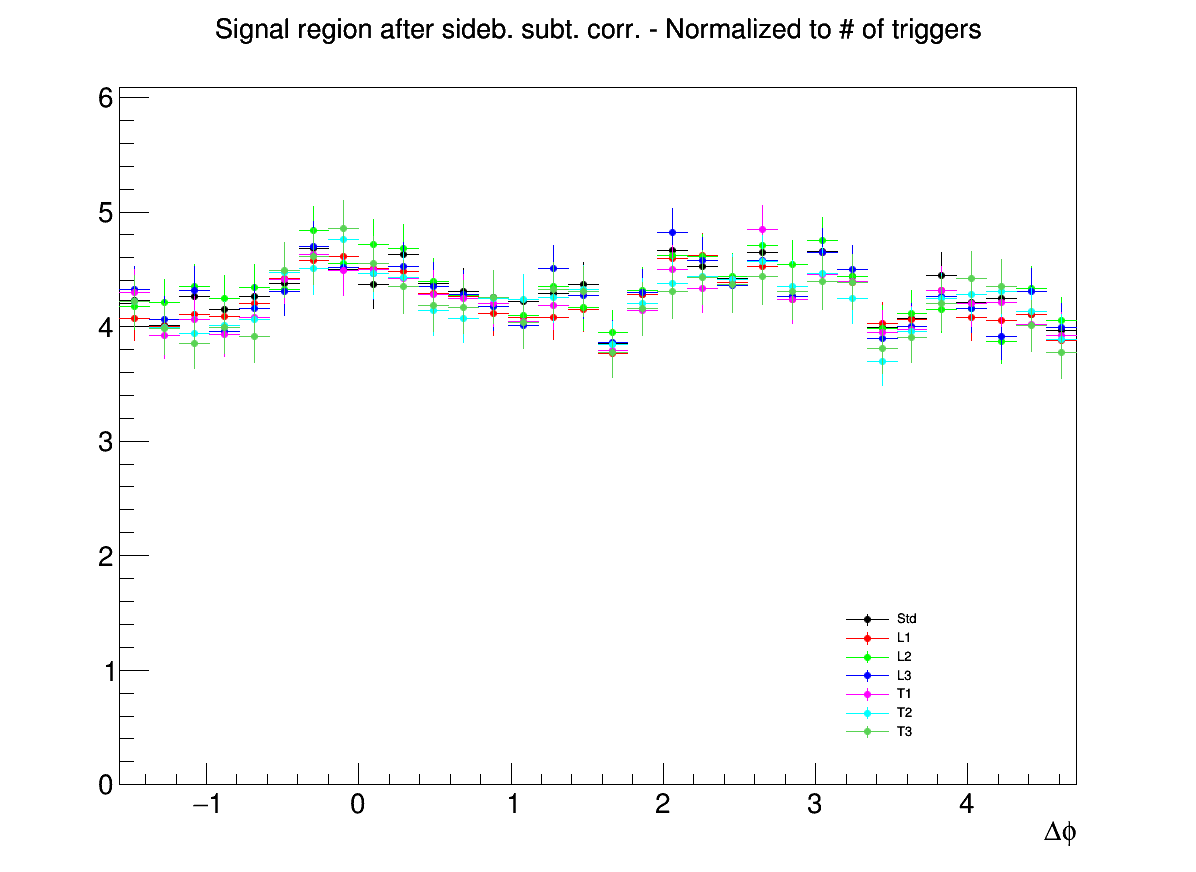 Signal region after sideb. subt. corr. - Normalized to # of triggers
6
5
4
3
2
1
0
−1 0 1 2 3 4
Δϕ
Std
L1
L2
L3
T1
T2
T3